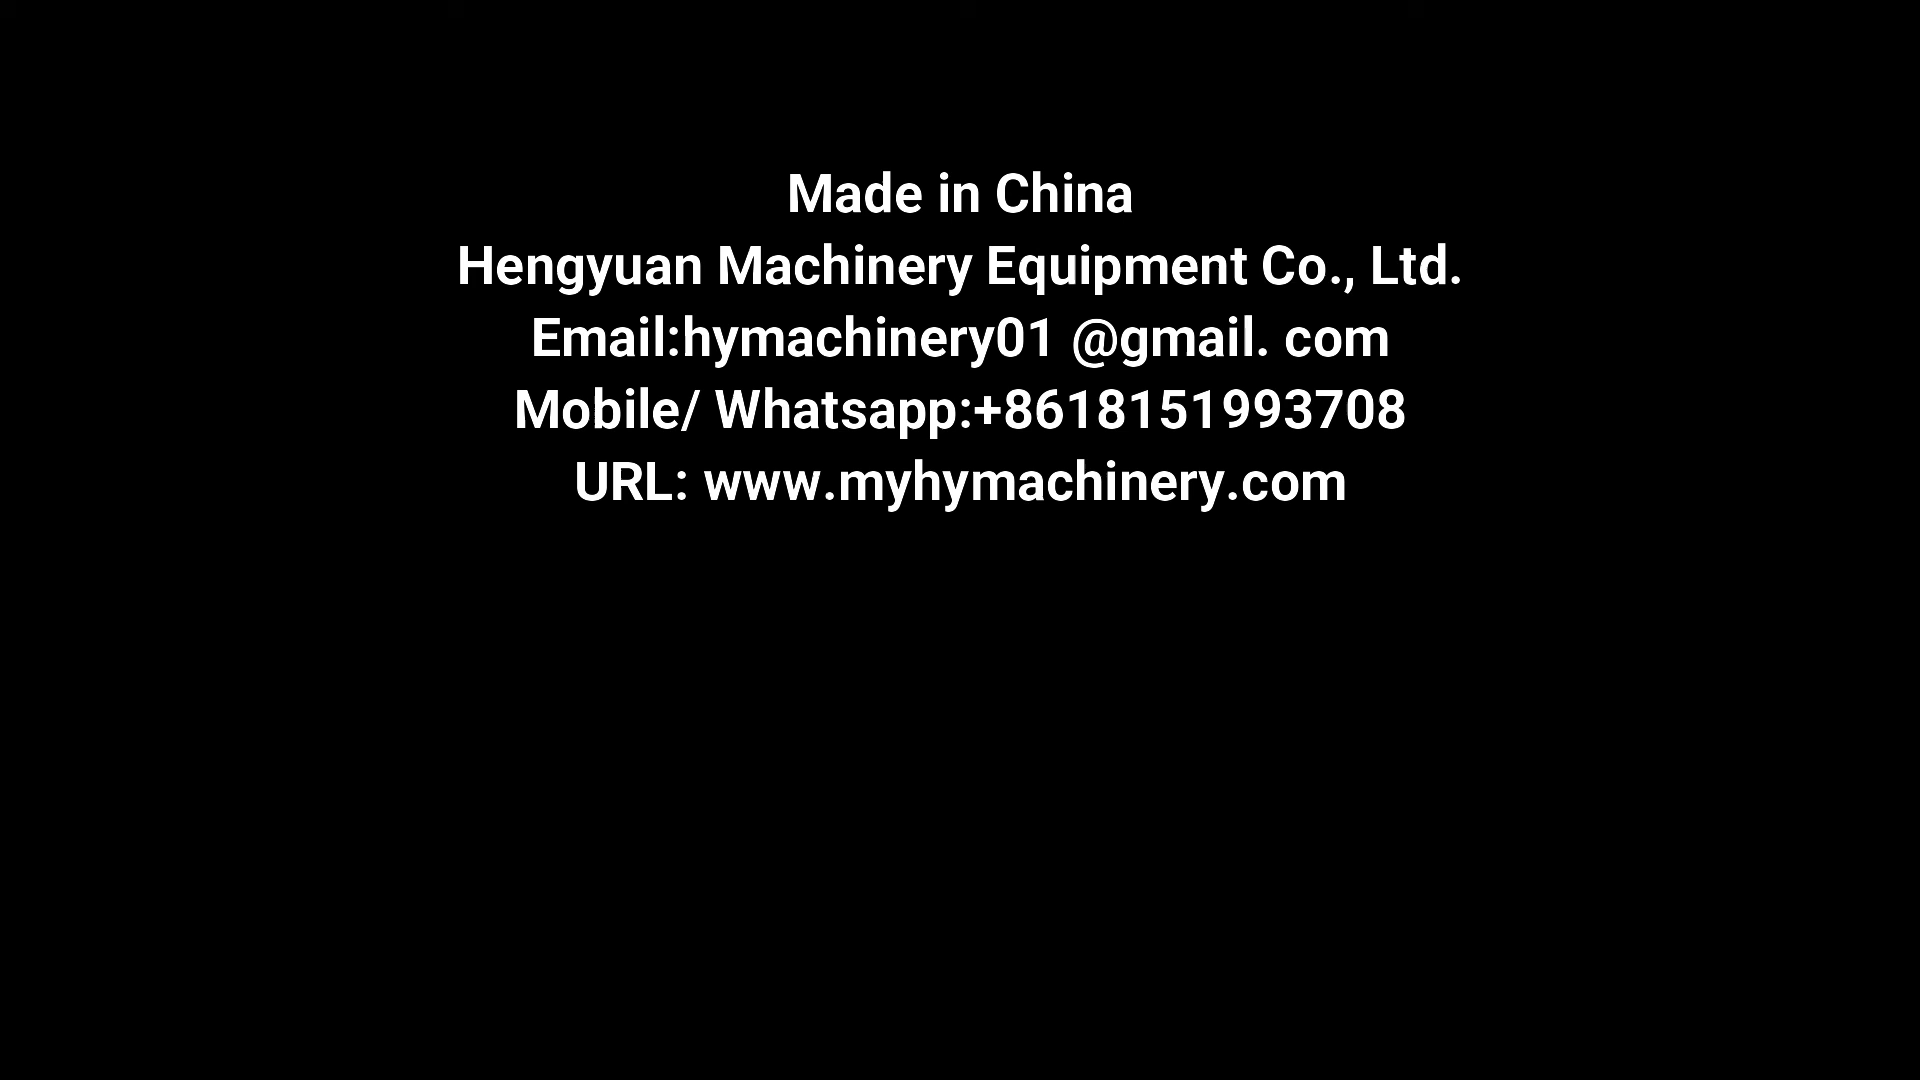 Made in China
Hengyuan Machinery Equipment Co., Ltd.
Email:hymachinery01 @gmail. com
Mobile/ Whatsapp:+8618151993708
URL: www.myhymachinery.com